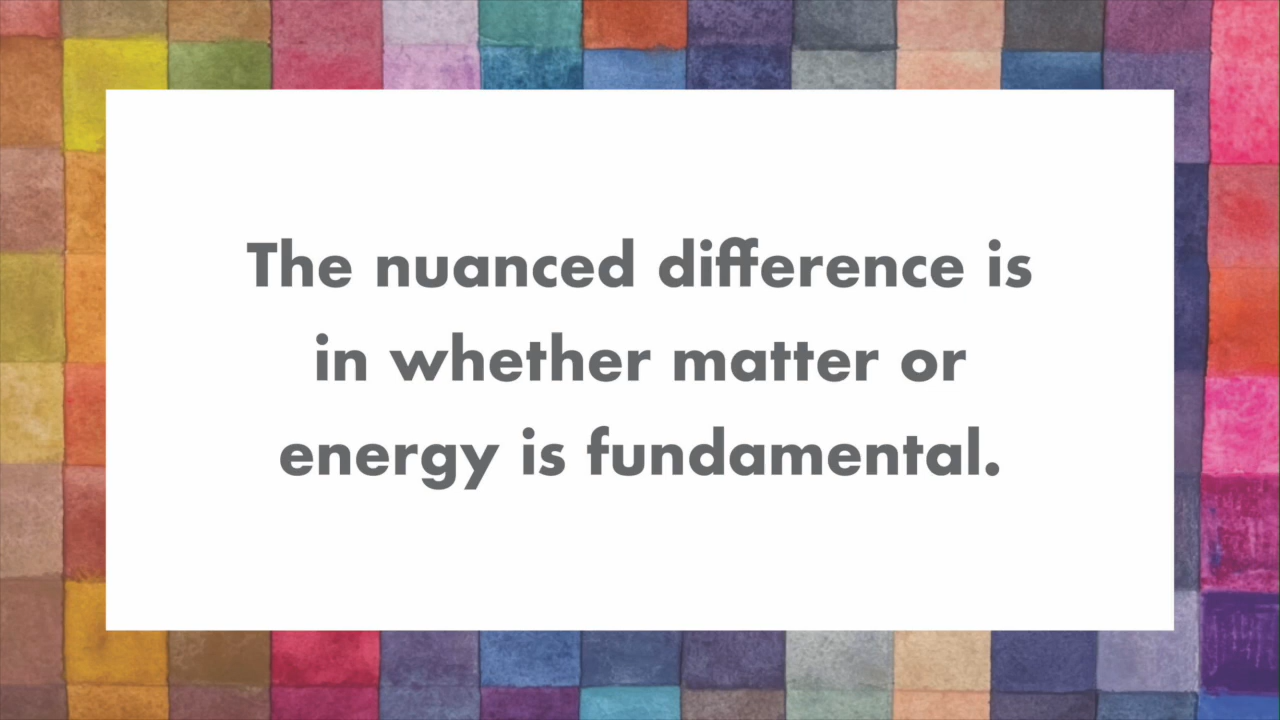 The nuanced difference is
in whether matter or
energy is fundamental.